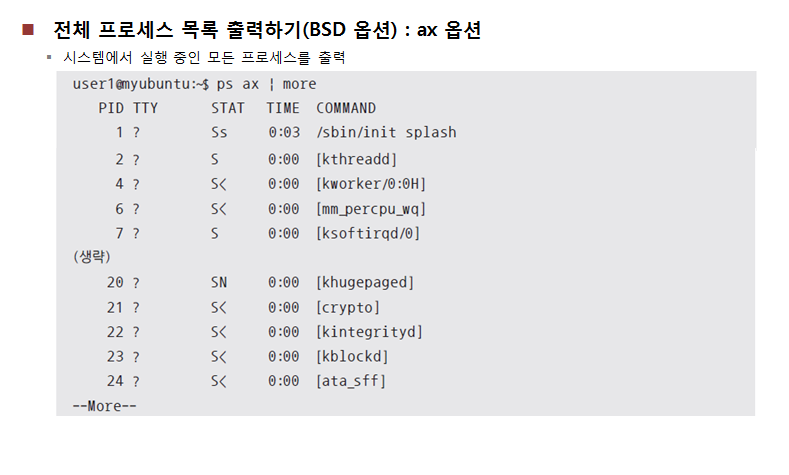 ■ 전체 프로세스 목록 출력하기(BSD 옵션) : ax 옵션
▪ 시스템에서 실행 중인 모든 프로세스를 출력
user1@myubuntu:~$ ps ax | more
PID TTY STAT TIME COMMAND
1 ? Ss 0:03 /sbin/init splash
2 ? S 0:00 [kthreadd]
4 ? S< 0:00 [kworker/0:0H]
6 ? S< 0:00 [mm_percpu_wq]
7 ? S 0:00 [ksoftirqd/0]
(생략)
20 ? SN 0:00 [khugepaged]
21 ? S< 0:00 [crypto]
22 ? S< 0:00 [kintegrityd]
23 ? S< 0:00 [kblockd]
24 ? S< 0:00 [ata_sff]
--More--